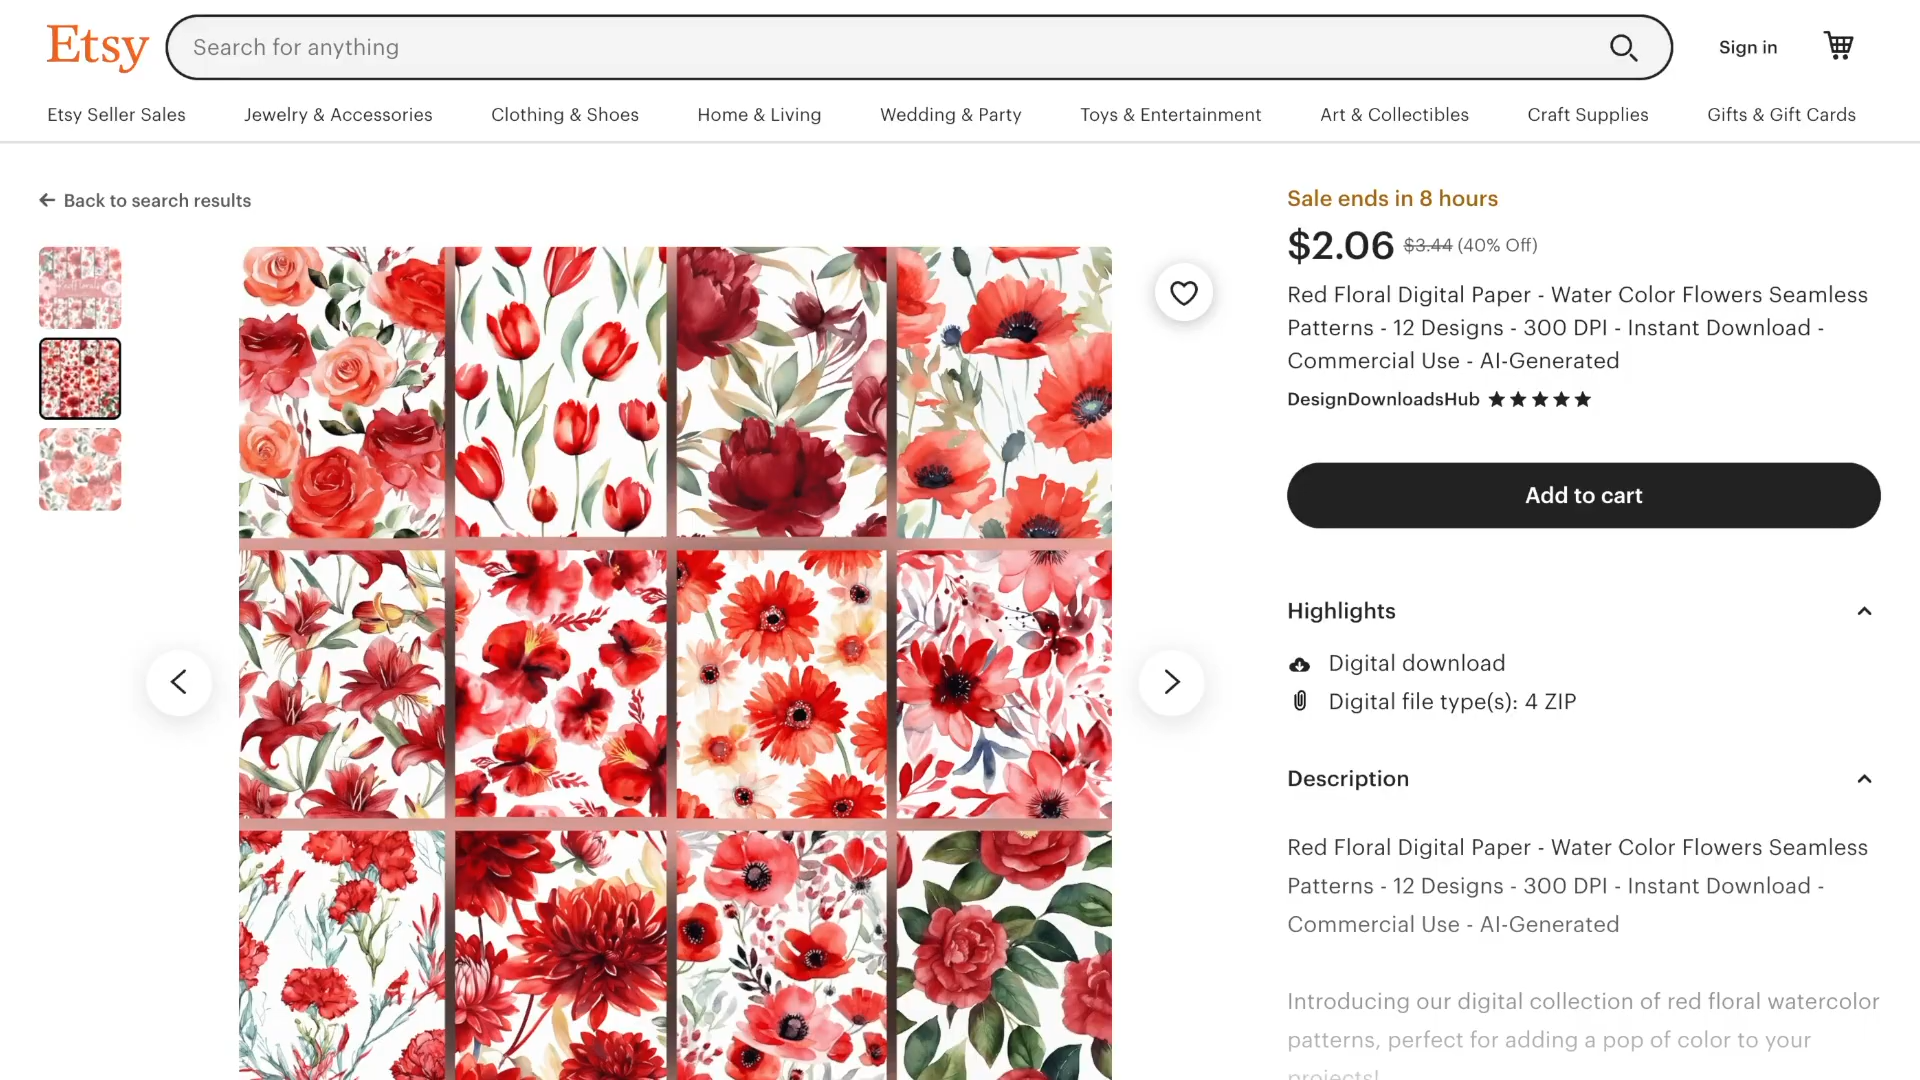 Etsy
Search for anything
Sign in
Etsy Seller Sales
Jewelry & Accessories
Clothing & Shoes
Home & Living
Wedding & Party
Toys & Entertainment
Art & Collectibles
Craft Supplies
Gifts & Gift Cards
Back to search results
Sale ends in 8 hours
$2.06 $3.44 (40% Off)
Red Floral Digital Paper - Water Color Flowers Seamless
Patterns - 12 Designs - 300 DPI - Instant Download -
Commercial Use - AI-Generated
DesignDownloadsHub
Add to cart
Highlights
Digital download
Digital file type(s): 4 ZIP
Description
Red Floral Digital Paper - Water Color Flowers Seamless
Patterns - 12 Designs - 300 DPI - Instant Download -
Commercial Use - AI-Generated
Introducing our digital collection of red floral watercolor
patterns, perfect for adding a pop of color to your
projects!